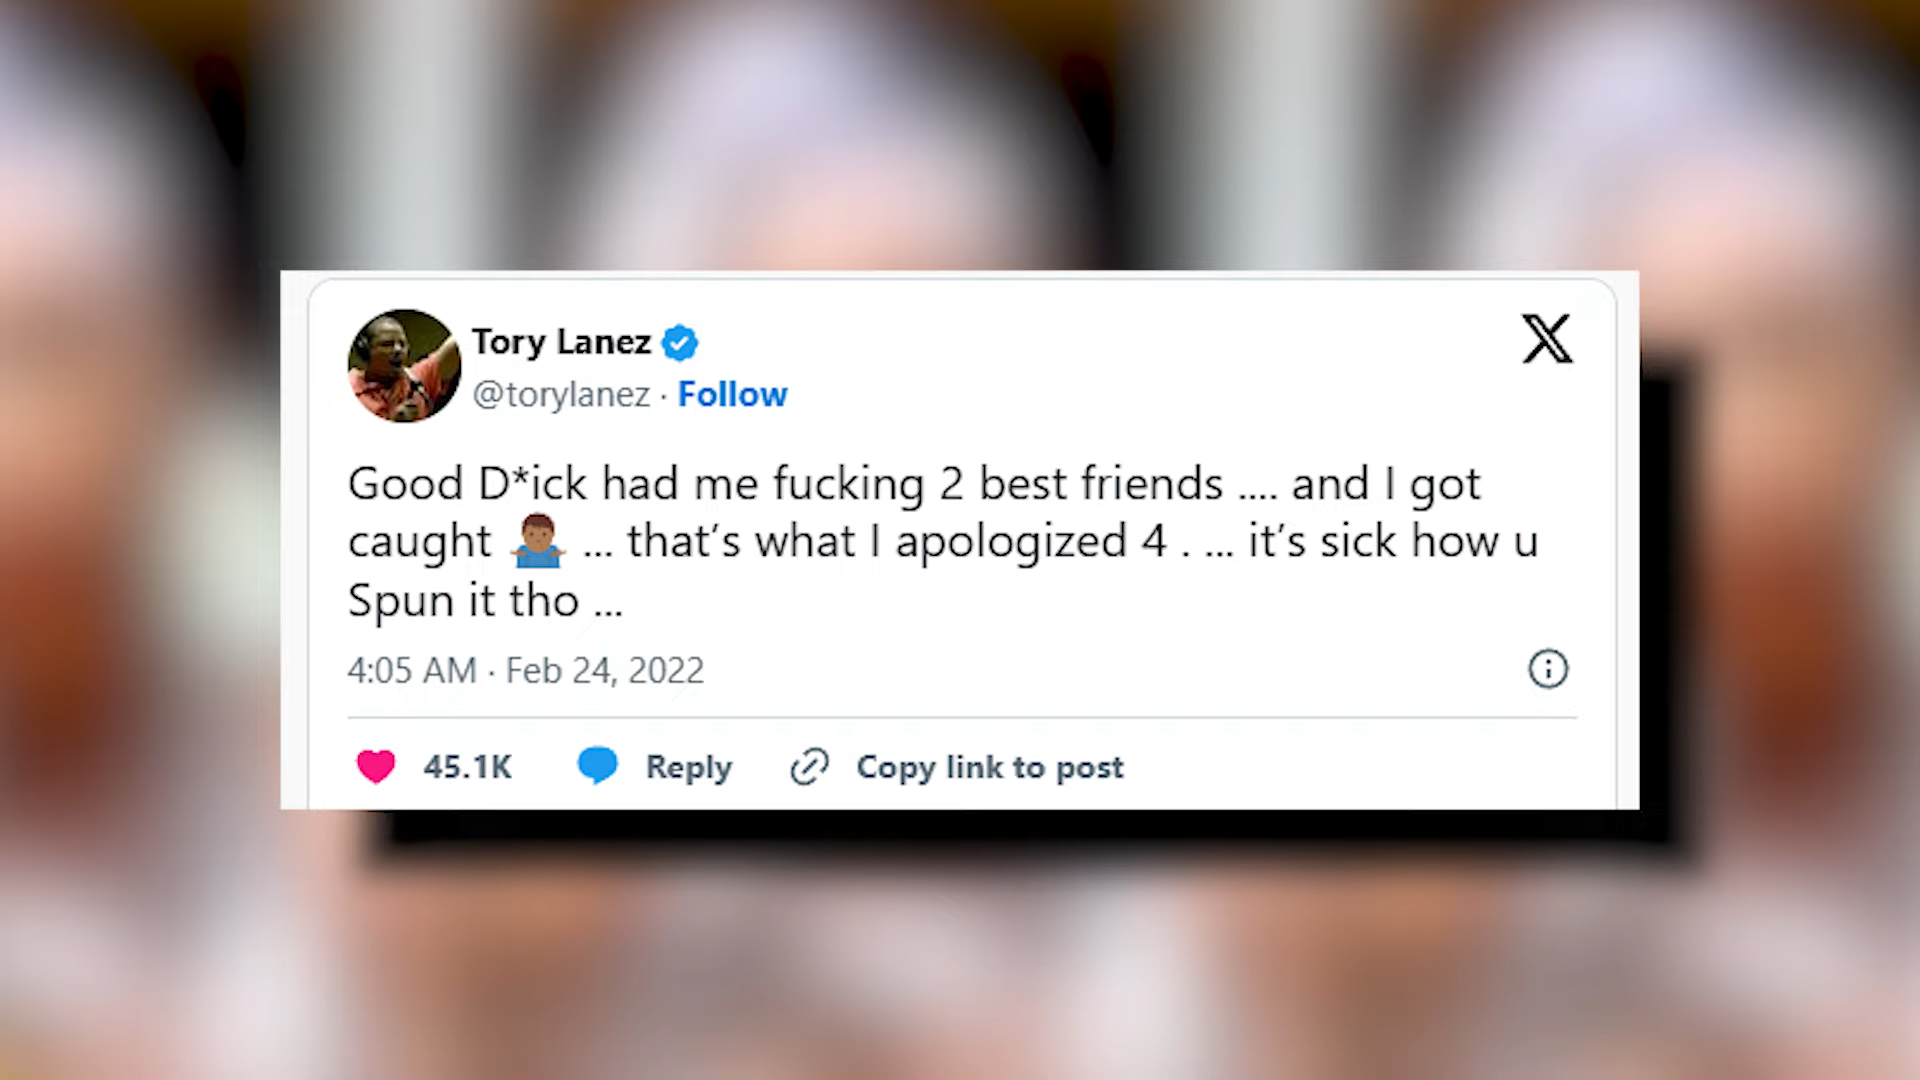 Tory Lanez
@torylanez · Follow
Good D*ick had me fucking 2 best friends .... and I got
caught 🤷🏾‍♂️ ... that’s what I apologized 4 . ... it’s sick how u
Spun it tho ...
4:05 AM · Feb 24, 2022
45.1K Reply Copy link to post